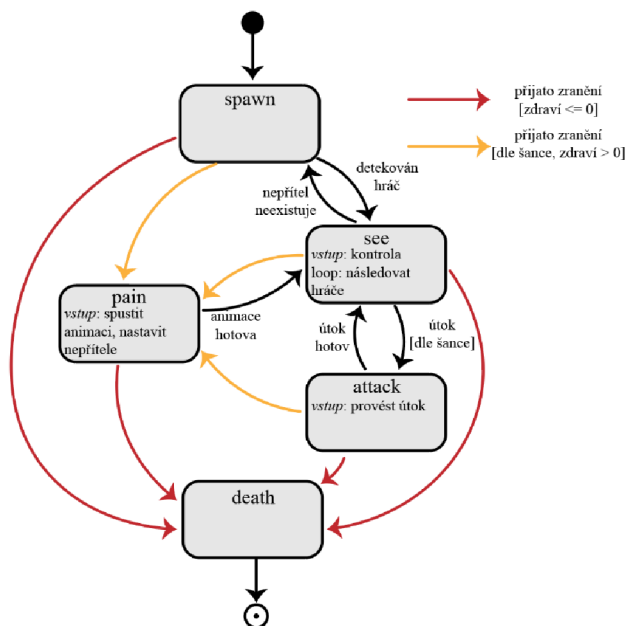 spawn
přijato zranění
[zdraví <= 0]
přijato zranění
[dle šance, zdraví > 0]
detekován
hráč
nepřítel
neexistuje
see
vstup: kontrola
loop: následovat
hráče
pain
vstup: spustit
animaci, nastavit
nepřítele
animace
hotova
útok
hotov
útok
[dle šance]
attack
vstup: provést útok
death